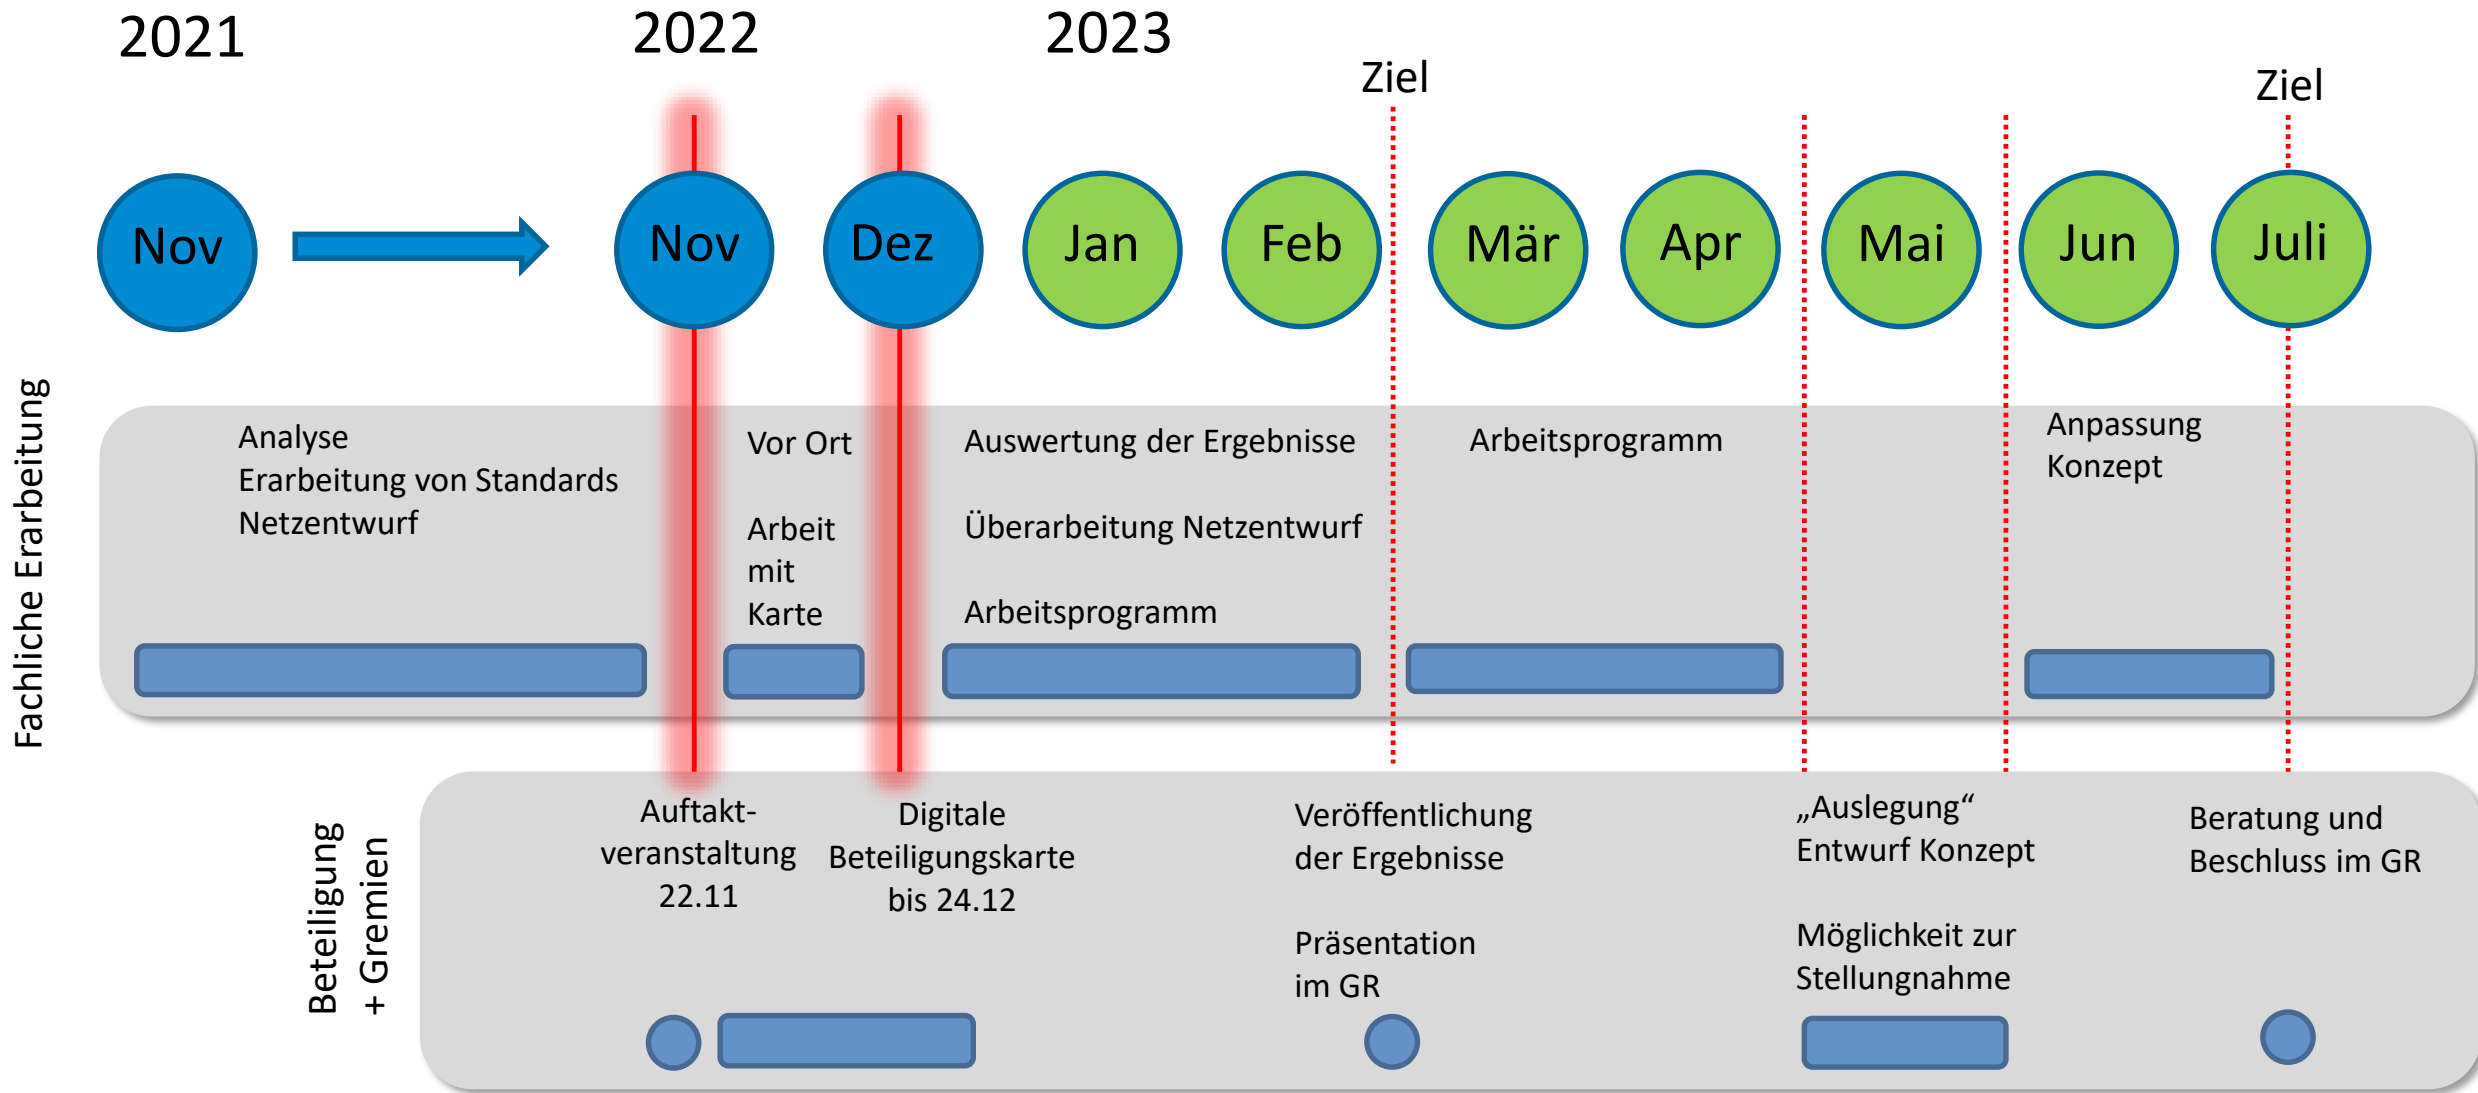 2021
2022
2023
Ziel
Ziel
Nov
Nov
Dez
Jan
Feb
Mär
Apr
Mai
Jun
Juli
Fachliche Erarbeitung
Analyse
Erarbeitung von Standards
Netzentwurf
Vor Ort
Arbeit
mit
Karte
Auswertung der Ergebnisse
Überarbeitung Netzentwurf
Arbeitsprogramm
Arbeitsprogramm
Anpassung
Konzept
Beteiligung
+ Gremien
Auftakt-
veranstaltung
22.11
Digitale
Beteiligungskarte
bis 24.12
Veröffentlichung
der Ergebnisse
Präsentation
im GR
„Auslegung“
Entwurf Konzept
Möglichkeit zur
Stellungnahme
Beratung und
Beschluss im GR